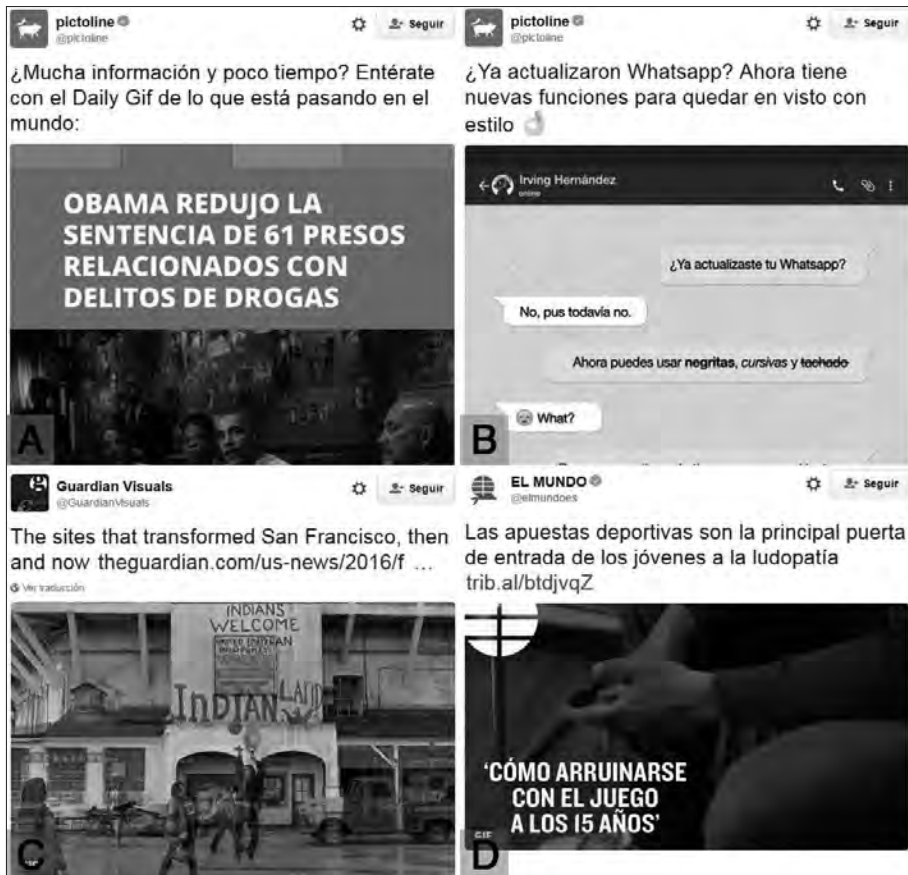 pictoline
@pictoline
Seguir
¿Mucha información y poco tiempo? Entérate
con el Daily Gif de lo que está pasando en el
mundo:
OBAMA REDUJO LA
SENTENCIA DE 61 PRESOS
RELACIONADOS CON
DELITOS DE DROGAS
A
pictoline
@pictoline
Seguir
¿Ya actualizaron Whatsapp? Ahora tiene
nuevas funciones para quedar en visto con
estilo 👌
Irving Hernández
online
¿Ya actualizaste tu Whatsapp?
No, pus todavía no.
Ahora puedes usar negritas, cursivas y tachado
What?
B
Guardian Visuals
@GuardianVisuals
Seguir
The sites that transformed San Francisco, then
and now theguardian.com/us-news/2016/f ...
Ver traducción
INDIANS
WELCOME
INDIAN LAND
C
EL MUNDO
@elmundoes
Seguir
Las apuestas deportivas son la principal puerta
de entrada de los jóvenes a la ludopatía
trib.al/btdjvqZ
'CÓMO ARRUINARSE
CON EL JUEGO
A LOS 15 AÑOS'
GIF
D